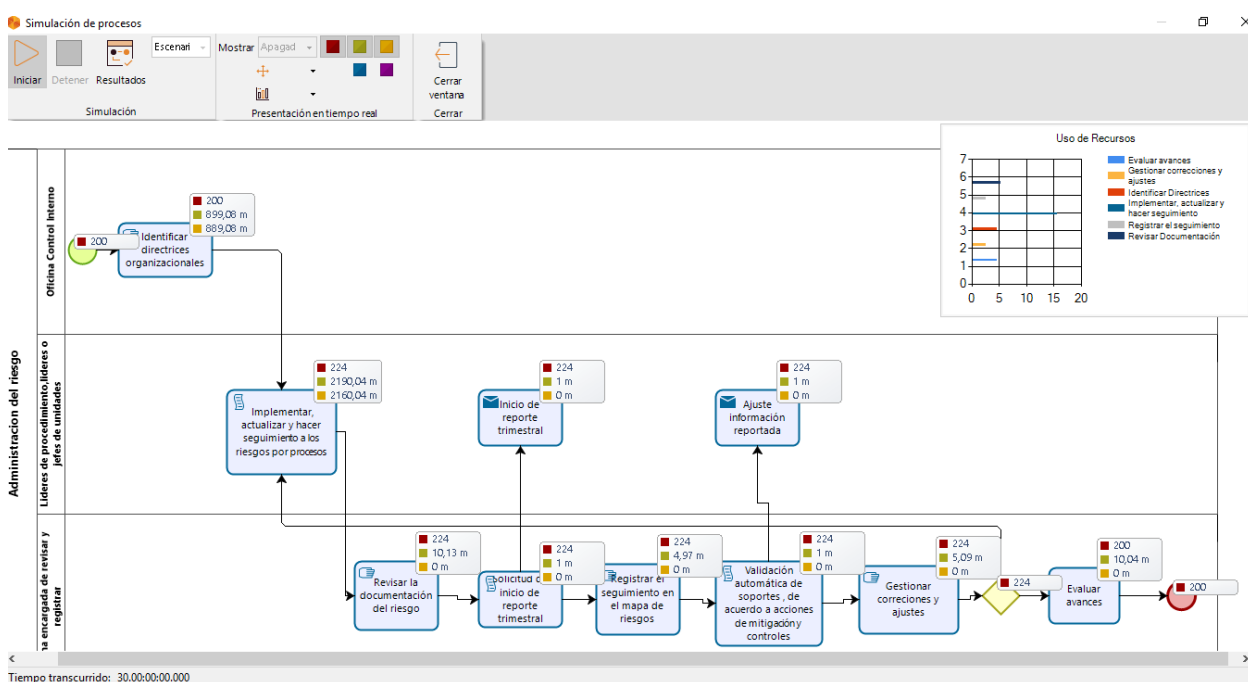 Simulación de procesos
Iniciar
Detener
Resultados
Escenari
Simulación
Mostrar
Apagad
Presentación en tiempo real
Cerrar
ventana
Cerrar
Uso de Recursos
7
6
5
4
3
2
1
0
0 5 10 15 20
Evaluar avances
Gestionar correcciones y
ajustes
Identificar Directrices
Implementar, actualizar y
hacer seguimiento
Registrar el seguimiento
Revisar Documentación
Administracion del riesgo
Oficina Control Interno
200
Identificar
directrices
organizacionales
200
899,08 m
889,08 m
Lideres de procedimiento,lideres o
jefes de unidades
Implementar,
actualizar y hacer
seguimiento a los
riesgos por procesos
224
2190,04 m
2160,04 m
Inicio de
reporte
trimestral
224
1 m
0 m
Ajuste
información
reportada
224
1 m
0 m
encargada de revisar y
registrar
Revisar la
documentación
del riesgo
224
10,13 m
0 m
Solicitud d
inicio de
reporte
trimestral
224
1 m
0 m
Registrar el
seguimiento en
el mapa de
riesgos
224
4,97 m
0 m
Validación
automática de
soportes , de
acuerdo a acciones
de mitigación y
controles
224
1 m
0 m
Gestionar
correciones y
ajustes
224
5,09 m
0 m
224
Evaluar
avances
200
10,04 m
0 m
200
Tiempo transcurrido: 30.00:00:00.000